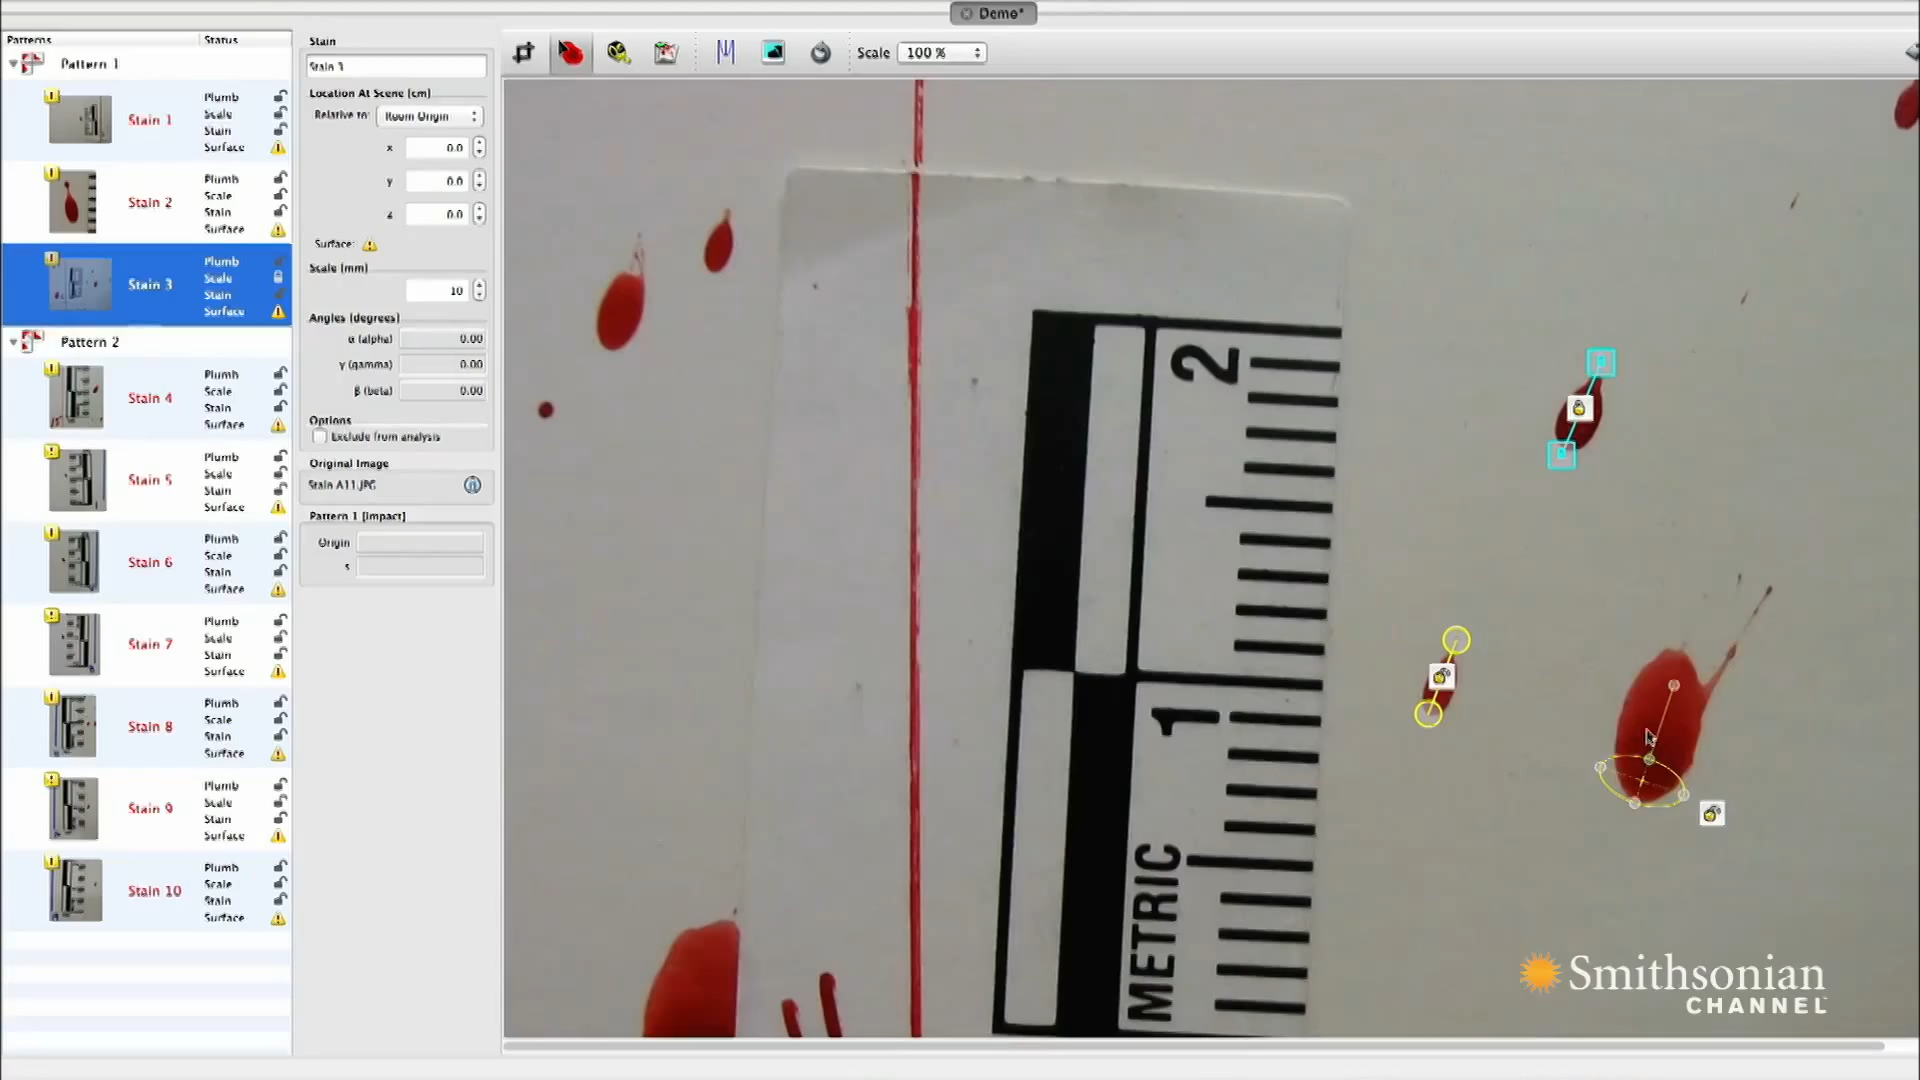 Demo*
Patterns Status
Pattern 1
Stain 1
Plumb
Scale
Stain
Surface
Stain 2
Plumb
Scale
Stain
Surface
Stain 3
Plumb
Scale
Stain
Surface
Pattern 2
Stain 4
Plumb
Scale
Stain
Surface
Stain 5
Plumb
Scale
Stain
Surface
Stain 6
Plumb
Scale
Stain
Surface
Stain 7
Plumb
Scale
Stain
Surface
Stain 8
Plumb
Scale
Stain
Surface
Stain 9
Plumb
Scale
Stain
Surface
Stain 10
Plumb
Scale
Stain
Surface
Stain
Stain 3
Location At Scene (cm)
Relative to: Room Origin
x 0.0
y 0.0
z 0.0
Surface:
Scale (mm)
10
Angles (degrees)
α (alpha) 0.00
γ (gamma) 0.00
β (beta) 0.00
Options
Exclude from analysis
Original Image
Stain A11.JPG
Pattern 1 [Impact]
Origin
s
Scale 100 %
2
1
METRIC
Smithsonian
CHANNEL